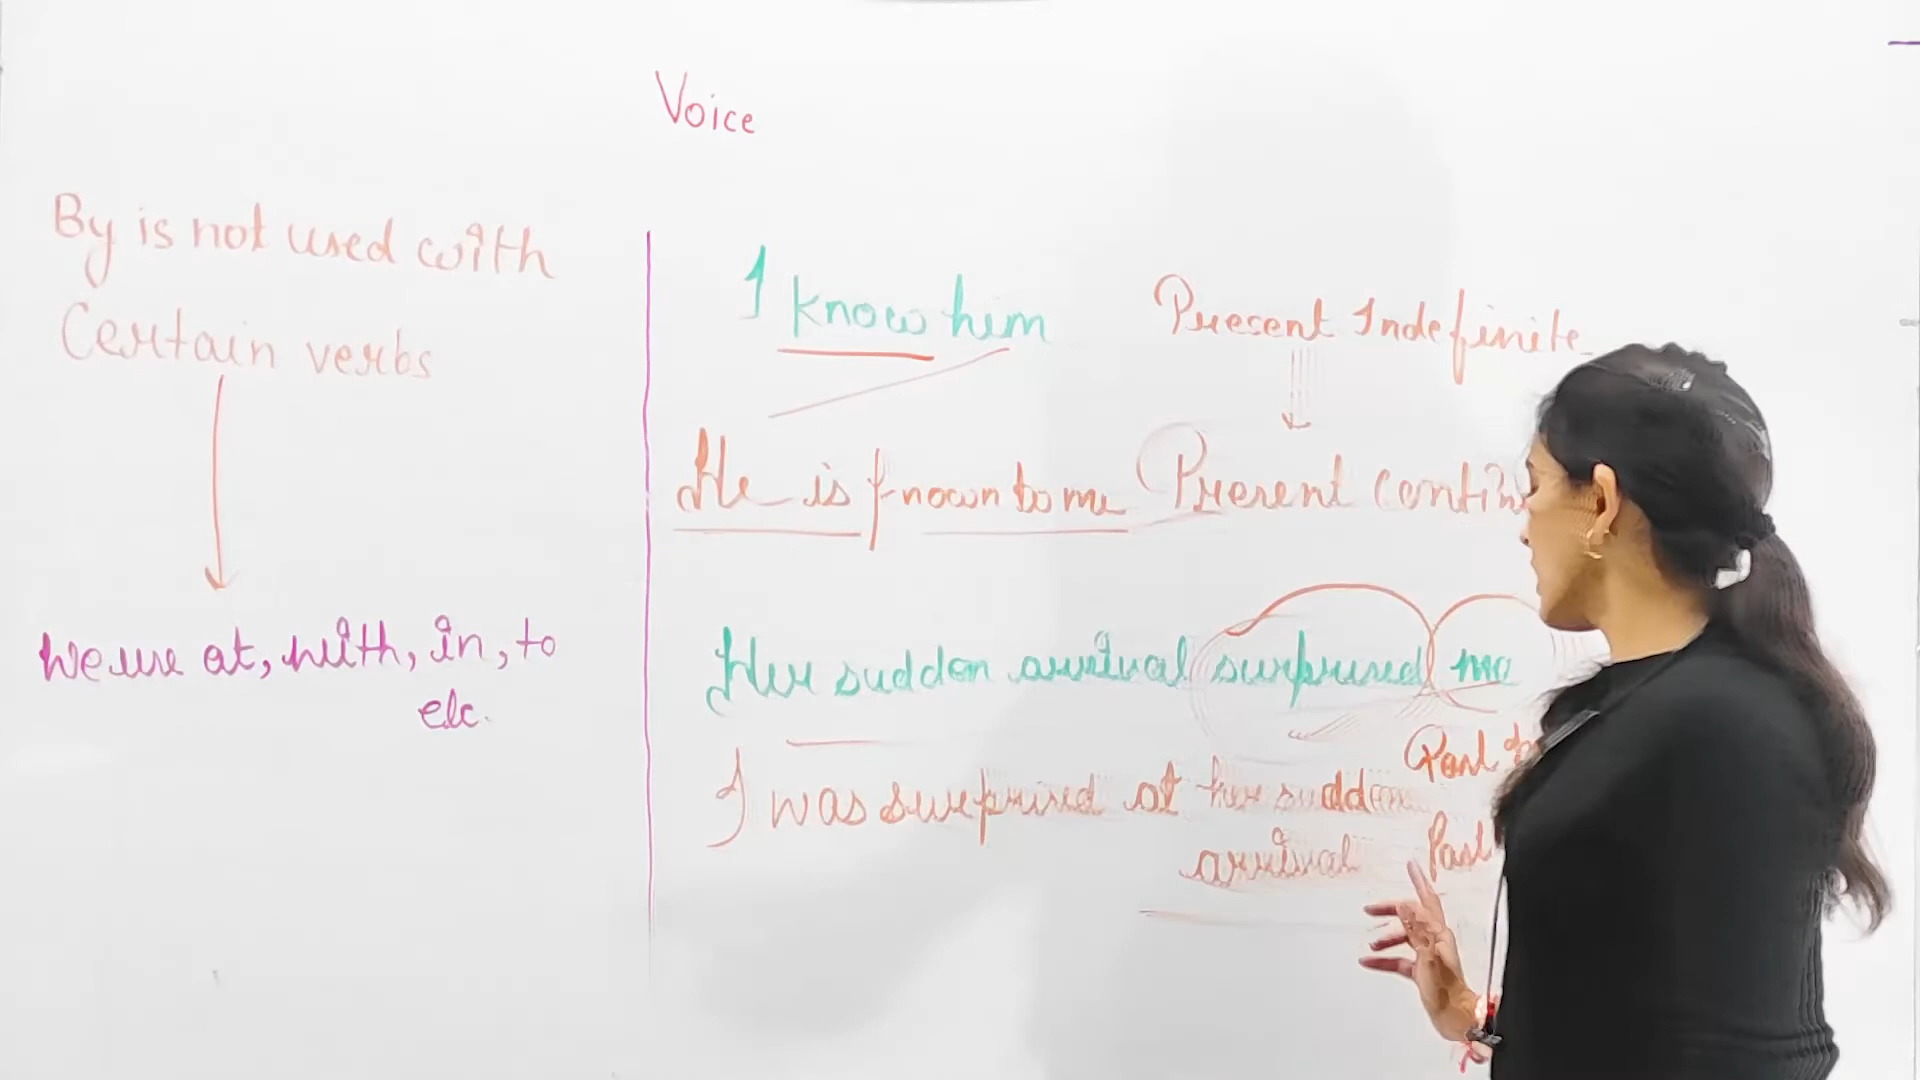 Voice
By is not used with
Certain verbs
We use at, with, in, to
etc.
I know him
Present Indefinite
He is known to me
Present
Her sudden arrival surprised me
Past
I was surprised at her sudden
arrival
Past